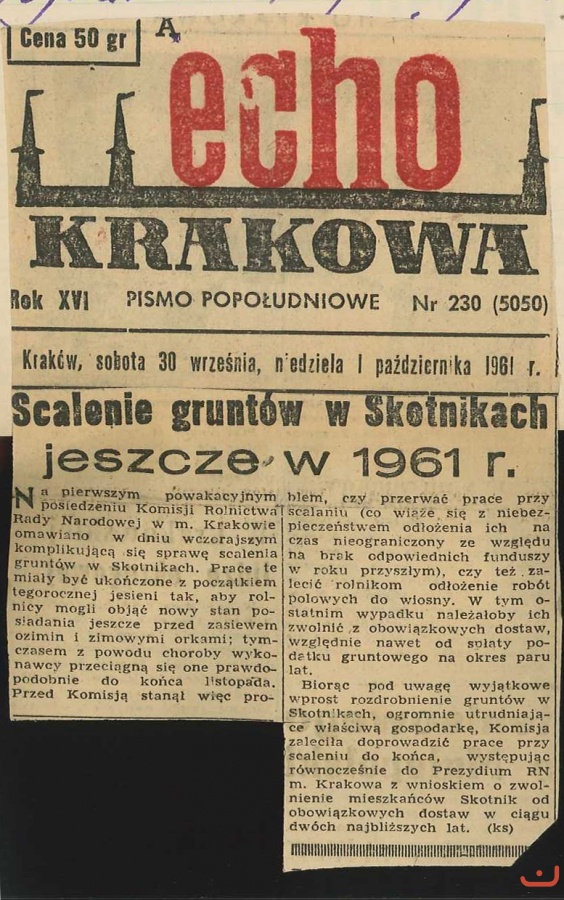 Cena 50 gr
A
echo
KRAKOWA
Rok XVI PISMO POPOŁUDNIOWE Nr 230 (5050)
Kraków, sobota 30 września, niedziela 1 października 1961 r.
Scalenie gruntów w Skotnikach
jeszcze w 1961 r.
Na pierwszym powakacyjnym
posiedzeniu Komisji Rolnictwa
Rady Narodowej w m. Krakowie
omawiano w dniu wczorajszym
komplikującą się sprawę scalenia
gruntów w Skotnikach. Prace te
miały być ukończone z początkiem
tegorocznej jesieni tak, aby rol-
nicy mogli objąć nowy stan po-
siadania jeszcze przed zasiewem
ozimin i zimowymi orkami; tym-
czasem z powodu choroby wyko-
nawcy przeciągną się one prawdo-
podobnie do końca listopada.
Przed Komisją stanął więc pro-
blem, czy przerwać prace przy
scalaniu (co wiąże się z niebez-
pieczeństwem odłożenia ich na
czas nieograniczony ze względu
na brak odpowiednich funduszy
w roku przyszłym), czy też za-
lecić rolnikom odłożenie robót
polowych do wiosny. W tym o-
statnim wypadku należałoby ich
zwolnić z obowiązkowych dostaw,
względnie nawet od spłaty po-
datku gruntowego na okres paru
lat.
Biorąc pod uwagę wyjątkowe
wprost rozdrobnienie gruntów w
Skotnikach, ogromnie utrudniają-
ce właściwą gospodarkę, Komisja
zaleciła doprowadzić prace przy
scaleniu do końca, występując
równocześnie do Prezydium RN
m. Krakowa z wnioskiem o zwol-
nienie mieszkańców Skotnik od
obowiązkowych dostaw w ciągu
dwóch najbliższych lat. (ks)